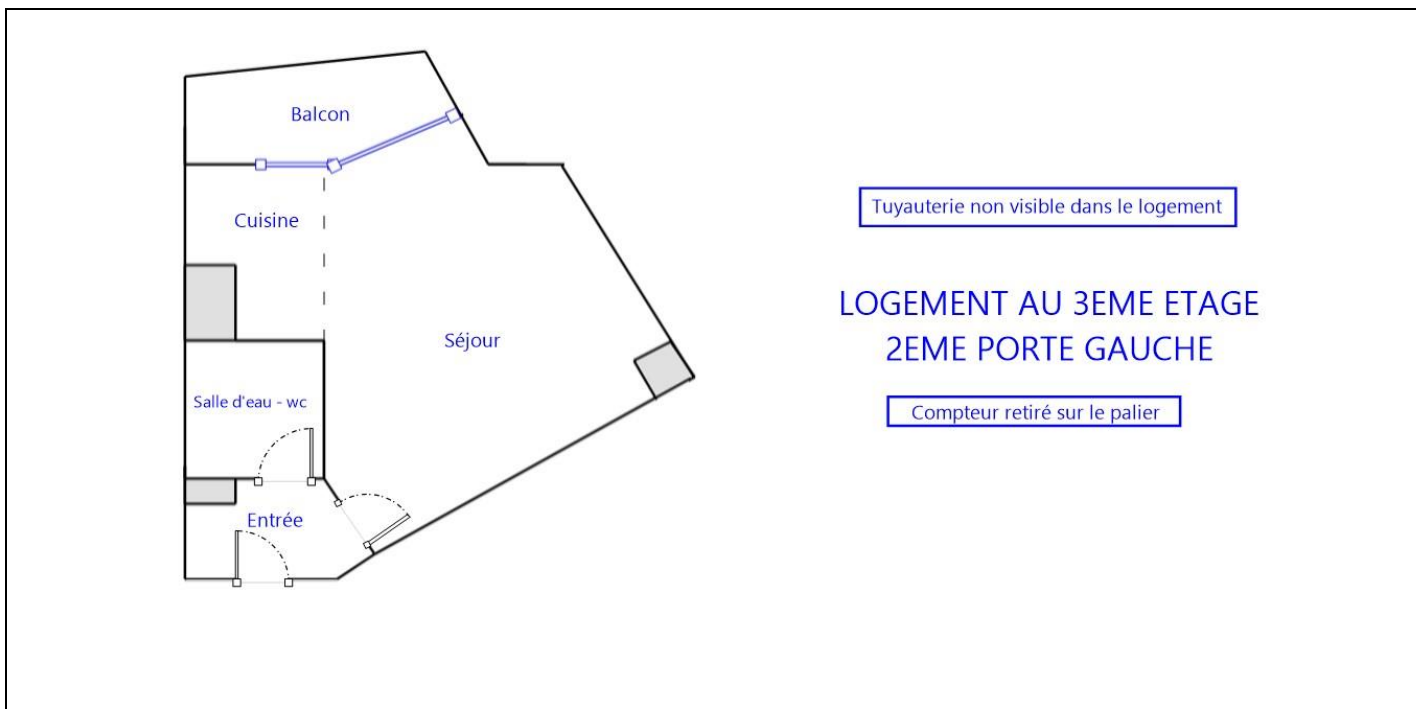 Balcon
Cuisine
Séjour
Salle d'eau - wc
Entrée
Tuyauterie non visible dans le logement
LOGEMENT AU 3EME ETAGE
2EME PORTE GAUCHE
Compteur retiré sur le palier